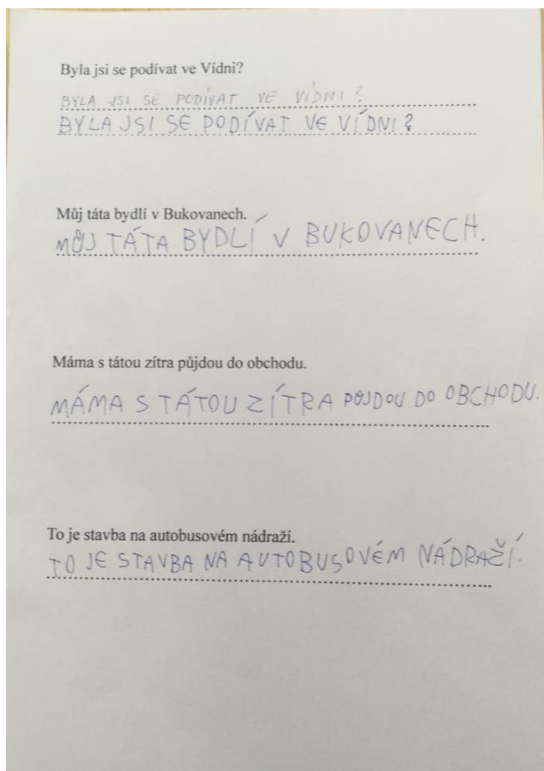 Byla jsi se podívat ve Vídni?
BYLA JSI SE PODÍVAT VE VÍDNI?
BYLA JSI SE PODÍVAT VE VÍDNI?
Můj táta bydlí v Bukovanech.
MŮJ TÁTA BYDLÍ V BUKOVANECH.
Máma s tátou zítra půjdou do obchodu.
MÁMA S TÁTOU ZÍTRA PŮJDOU DO OBCHODU.
To je stavba na autobusovém nádraží.
TO JE STAVBA NA AUTOBUSOVÉM NÁDRAŽÍ.